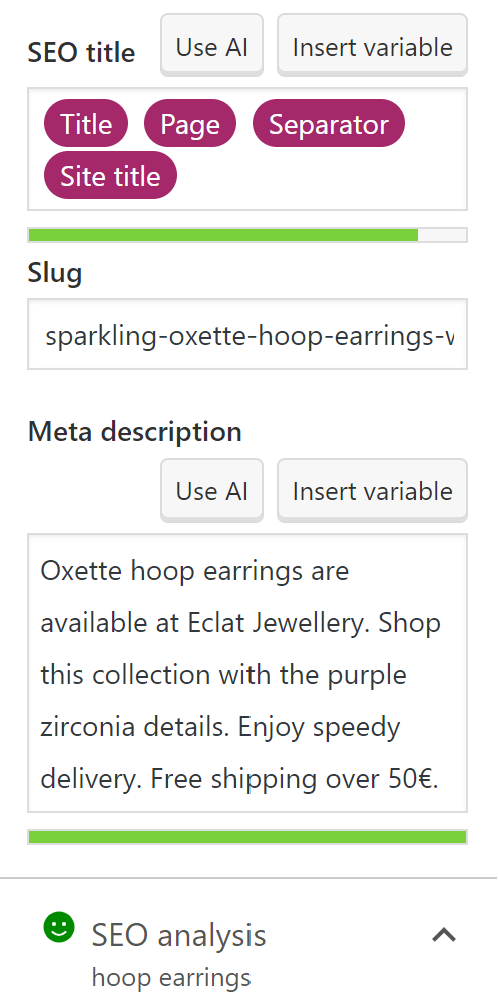 SEO title
Use AI
Insert variable
Title Page Separator
Site title
Slug
sparkling-oxette-hoop-earrings-
Meta description
Use AI
Insert variable
Oxette hoop earrings are
available at Eclat Jewellery. Shop
this collection with the purple
zirconia details. Enjoy speedy
delivery. Free shipping over 50€.
SEO analysis
hoop earrings